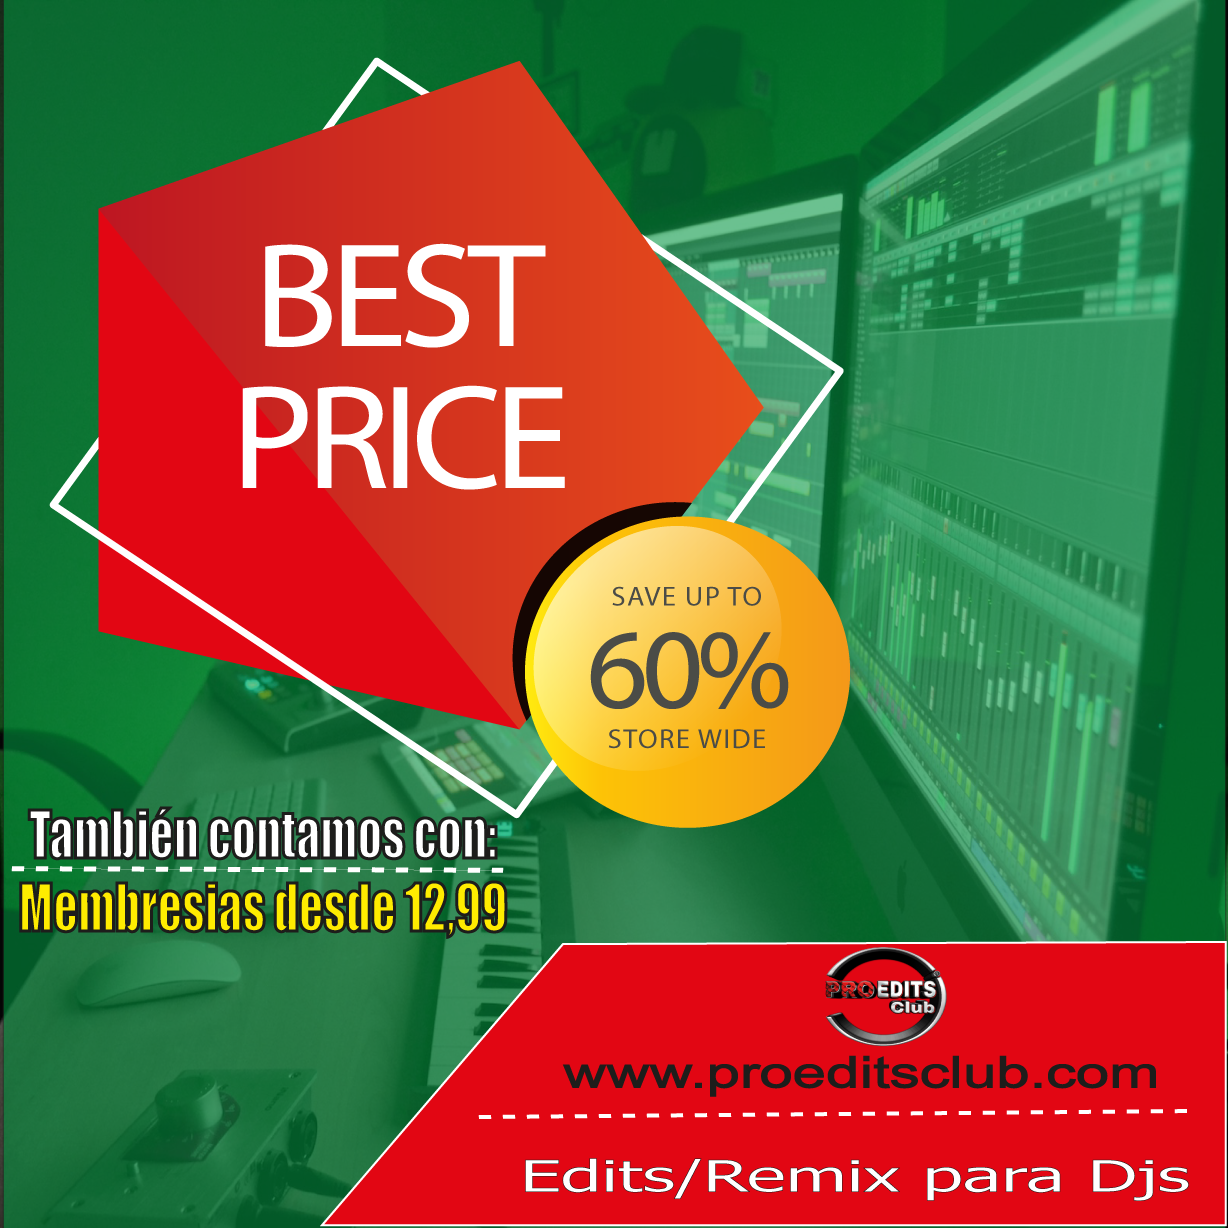 BEST
PRICE
SAVE UP TO
60%
STORE WIDE
También contamos con:
Membresias desde 12,99
PROEDITS
Club
www.proeditsclub.com
Edits/Remix para Djs